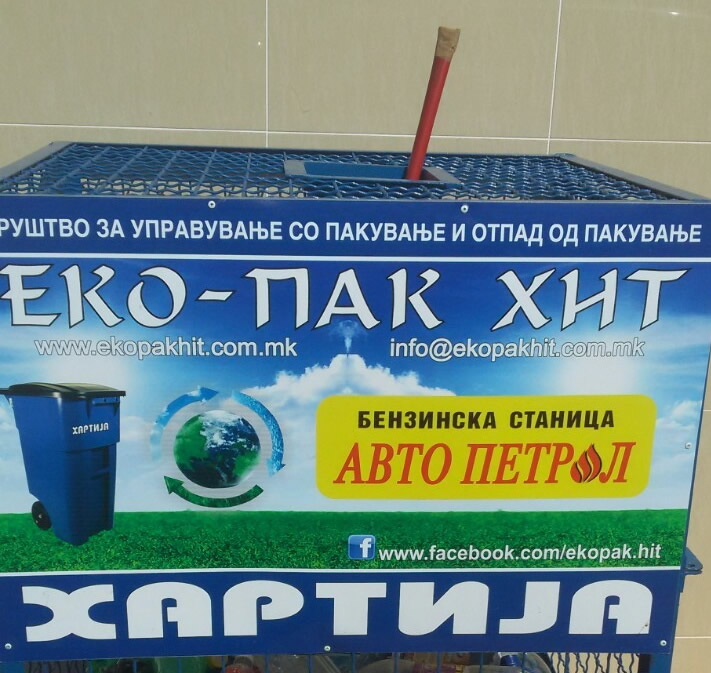 РУШТВО ЗА УПРАВУВАЊЕ СО ПАКУВАЊЕ И ОТПАД ОД ПАКУВАЊЕ
ЕКО-ПАК ХИТ
www.ekopakhit.com.mk info@ekopakhit.com.mk
БЕНЗИНСКА СТАНИЦА
АВТО ПЕТРОЛ
ХАРТИЈА
f www.facebook.com/ekopak.hit
ХАРТИЈА